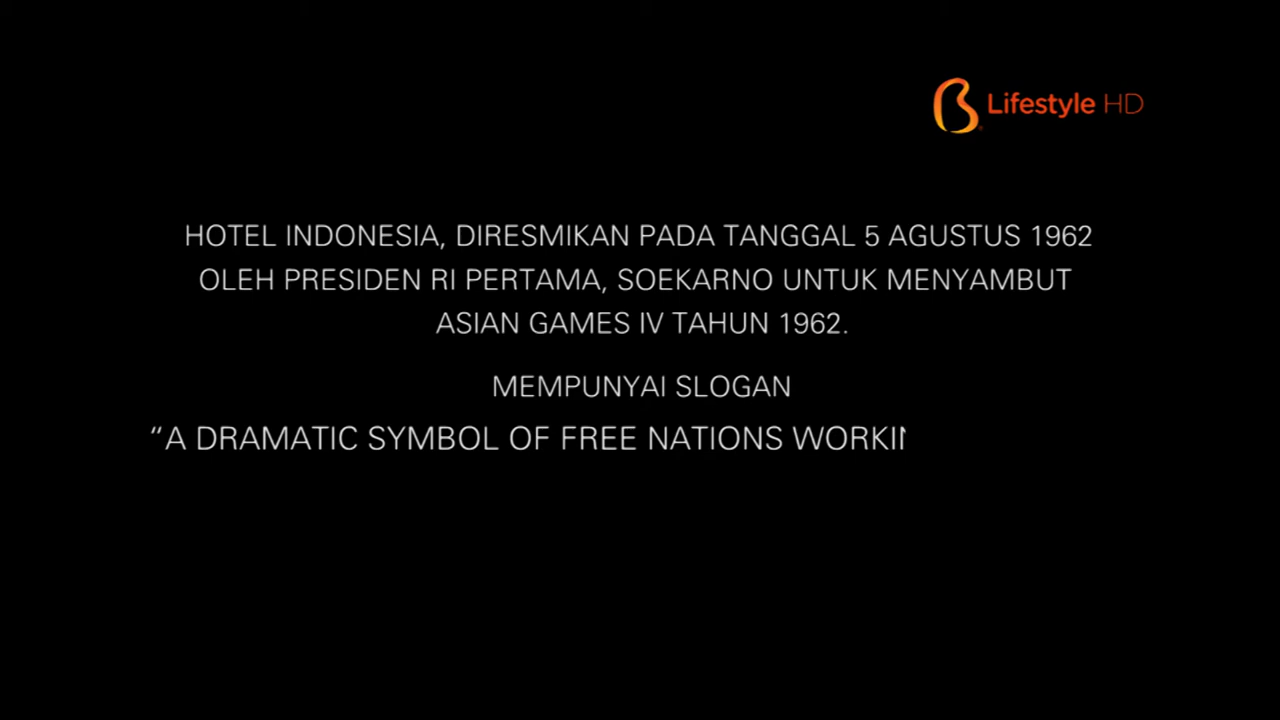 Lifestyle HD
HOTEL INDONESIA, DIRESMIKAN PADA TANGGAL 5 AGUSTUS 1962
OLEH PRESIDEN RI PERTAMA, SOEKARNO UNTUK MENYAMBUT
ASIAN GAMES IV TAHUN 1962.
MEMPUNYAI SLOGAN
“A DRAMATIC SYMBOL OF FREE NATIONS